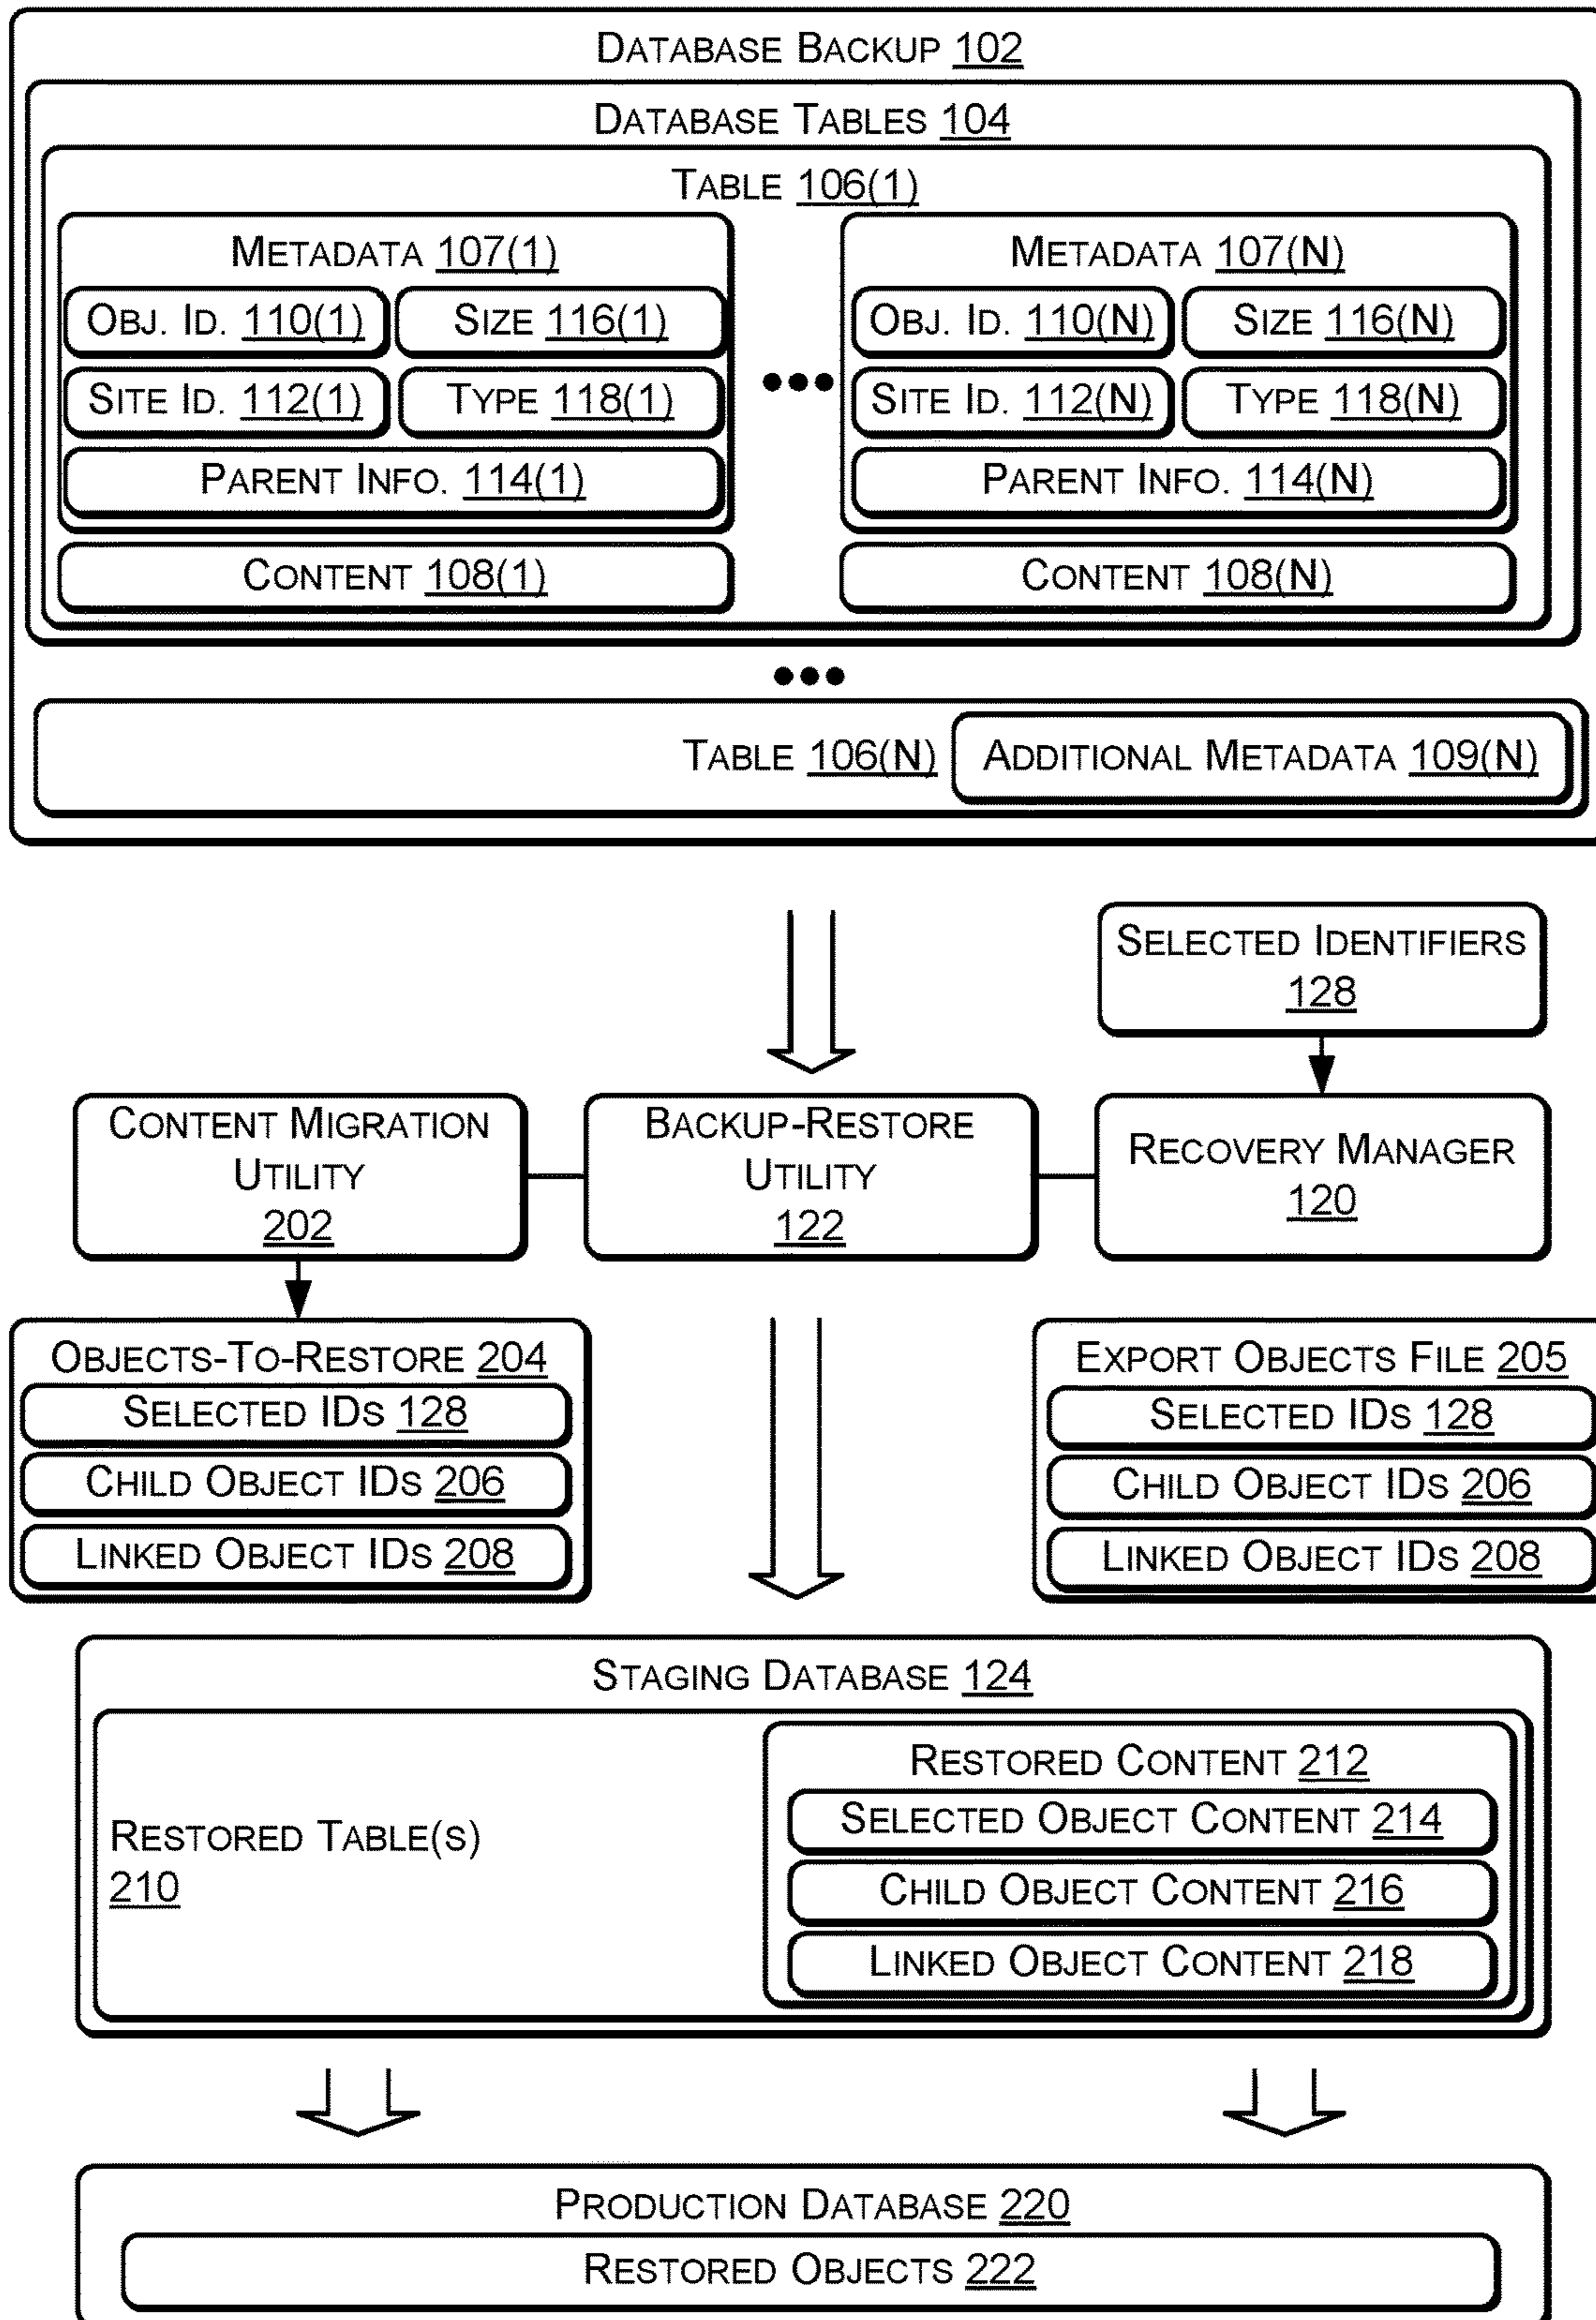 DATABASE BACKUP 102
DATABASE TABLES 104
TABLE 106(1)
METADATA 107(1)
OBJ. ID. 110(1)
SIZE 116(1)
SITE ID. 112(1)
TYPE 118(1)
PARENT INFO. 114(1)
CONTENT 108(1)
•••
METADATA 107(N)
OBJ. ID. 110(N)
SIZE 116(N)
SITE ID. 112(N)
TYPE 118(N)
PARENT INFO. 114(N)
CONTENT 108(N)
•••
TABLE 106(N)
ADDITIONAL METADATA 109(N)
SELECTED IDENTIFIERS
128
CONTENT MIGRATION
UTILITY
202
BACKUP-RESTORE
UTILITY
122
RECOVERY MANAGER
120
OBJECTS-TO-RESTORE 204
SELECTED IDS 128
CHILD OBJECT IDS 206
LINKED OBJECT IDS 208
EXPORT OBJECTS FILE 205
SELECTED IDS 128
CHILD OBJECT IDS 206
LINKED OBJECT IDS 208
STAGING DATABASE 124
RESTORED TABLE(S)
210
RESTORED CONTENT 212
SELECTED OBJECT CONTENT 214
CHILD OBJECT CONTENT 216
LINKED OBJECT CONTENT 218
PRODUCTION DATABASE 220
RESTORED OBJECTS 222